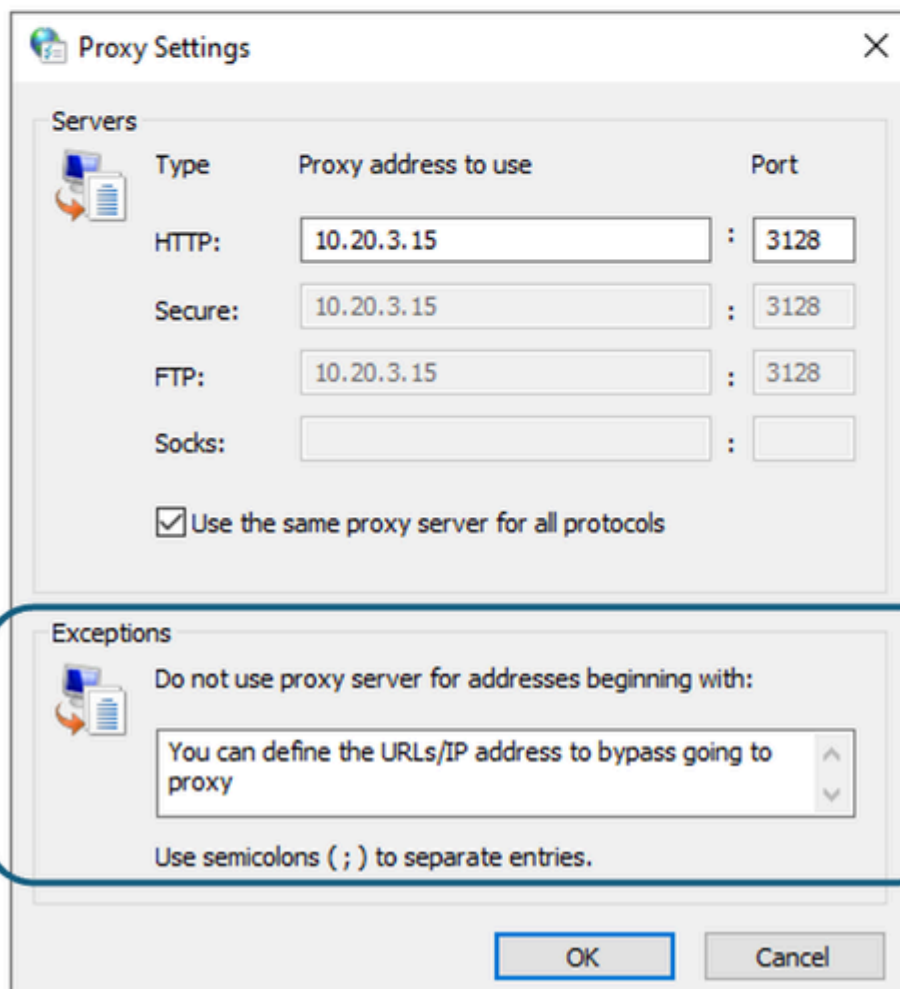 Proxy Settings
Servers
Type Proxy address to use Port
HTTP: 10.20.3.15 : 3128
Secure: 10.20.3.15 : 3128
FTP: 10.20.3.15 : 3128
Socks: :
Use the same proxy server for all protocols
Exceptions
Do not use proxy server for addresses beginning with:
You can define the URLs/IP address to bypass going to
proxy
Use semicolons ( ; ) to separate entries.
OK Cancel